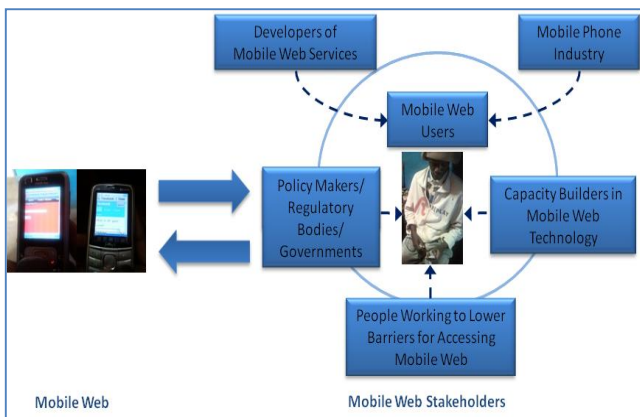 Developers of
Mobile Web Services
Mobile Phone
Industry
Mobile Web
Users
Policy Makers/
Regulatory
Bodies/
Governments
Capacity Builders in
Mobile Web
Technology
People Working to Lower
Barriers for Accessing
Mobile Web
Mobile Web
Mobile Web Stakeholders